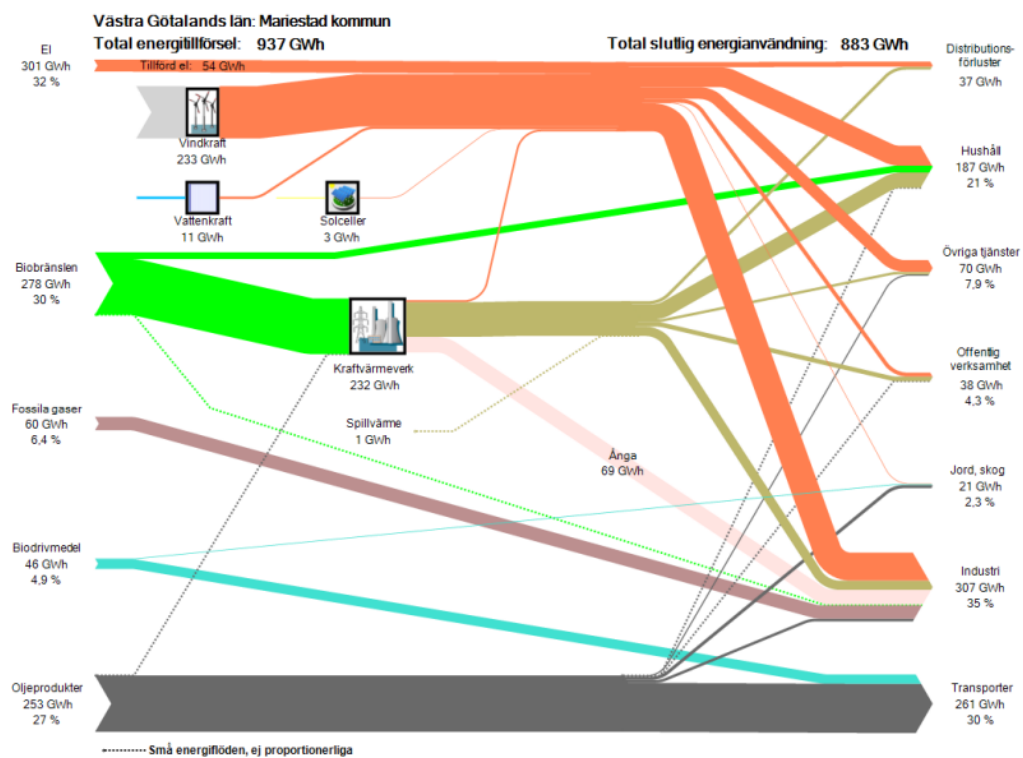 Västra Götalands län: Mariestad kommun
Total energitillförsel: 937 GWh
Total slutlig energianvändning: 883 GWh
El
301 GWh
32 %
Tillförd el: 54 GWh
Vindkraft
233 GWh
Vattenkraft
11 GWh
Solceller
3 GWh
Biobränslen
278 GWh
30 %
Kraftvärmeverk
232 GWh
Fossila gaser
60 GWh
6,4 %
Spillvärme
1 GWh
Ånga
69 GWh
Biodrivmedel
46 GWh
4,9 %
Oljeprodukter
253 GWh
27 %
Distributions-
förluster
37 GWh
Hushåll
187 GWh
21 %
Övriga tjänster
70 GWh
7,9 %
Offentlig
verksamhet
38 GWh
4,3 %
Jord, skog
21 GWh
2,3 %
Industri
307 GWh
35 %
Transporter
261 GWh
30 %
Små energiflöden, ej proportionerliga